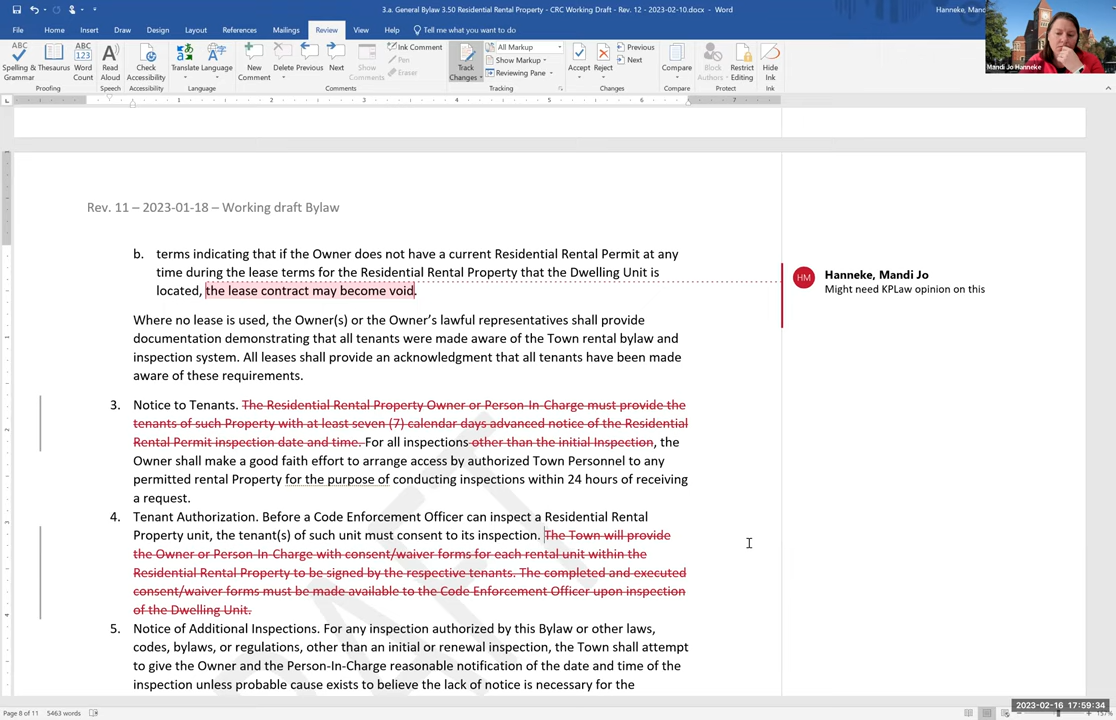 3.a. General Bylaw 3.50 Residential Rental Property - CRC Working Draft - Rev. 12 - 2023-02-10.docx - Word
Hanneke, Mandi
File Home Insert Draw Design Layout References Mailings Review View Help Tell me what you want to do
Spelling & Grammar
Thesaurus
Word Count
Read Aloud
Check Accessibility
Translate
Language
New Comment
Delete
Previous
Next
Show Comments
Ink Comment
Pen
Eraser
Track Changes
All Markup
Show Markup
Reviewing Pane
Accept
Reject
Previous
Next
Compare
Block Authors
Restrict Editing
Hide Ink
Proofing Speech Accessibility Language Comments Tracking Changes Compare Protect Ink
Mandi Jo Hanneke
Rev. 11 – 2023-01-18 – Working draft Bylaw
b. terms indicating that if the Owner does not have a current Residential Rental Permit at any
time during the lease terms for the Residential Rental Property that the Dwelling Unit is
located, the lease contract may become void.
Hanneke, Mandi Jo
Might need KPLaw opinion on this
HM
Where no lease is used, the Owner(s) or the Owner's lawful representatives shall provide
documentation demonstrating that all tenants were made aware of the Town rental bylaw and
inspection system. All leases shall provide an acknowledgment that all tenants have been made
aware of these requirements.
3. Notice to Tenants. The Residential Rental Property Owner or Person-In-Charge must provide the
tenants of such Property with at least seven (7) calendar days advanced notice of the Residential
Rental Permit inspection date and time. For all inspections other than the initial Inspection, the
Owner shall make a good faith effort to arrange access by authorized Town Personnel to any
permitted rental Property for the purpose of conducting inspections within 24 hours of receiving
a request.
4. Tenant Authorization. Before a Code Enforcement Officer can inspect a Residential Rental
Property unit, the tenant(s) of such unit must consent to its inspection. The Town will provide
the Owner or Person-In-Charge with consent/waiver forms for each rental unit within the
Residential Rental Property to be signed by the respective tenants. The completed and executed
consent/waiver forms must be made available to the Code Enforcement Officer upon inspection
of the Dwelling Unit.
5. Notice of Additional Inspections. For any inspection authorized by this Bylaw or other laws,
codes, bylaws, or regulations, other than an initial or renewal inspection, the Town shall attempt
to give the Owner and the Person-In-Charge reasonable notification of the date and time of the
inspection unless probable cause exists to believe the lack of notice is necessary for the
DRAFT
Page 8 of 11 5463 words
2023-02-16 17:59:34